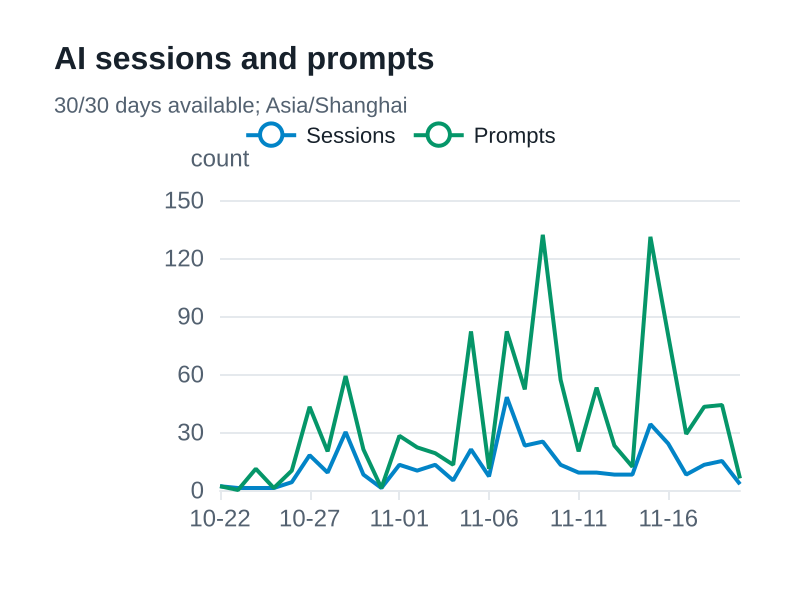 AI sessions and prompts
30/30 days available; Asia/Shanghai
Sessions Prompts
count
150
120
90
60
30
0
10-22 10-27 11-01 11-06 11-11 11-16